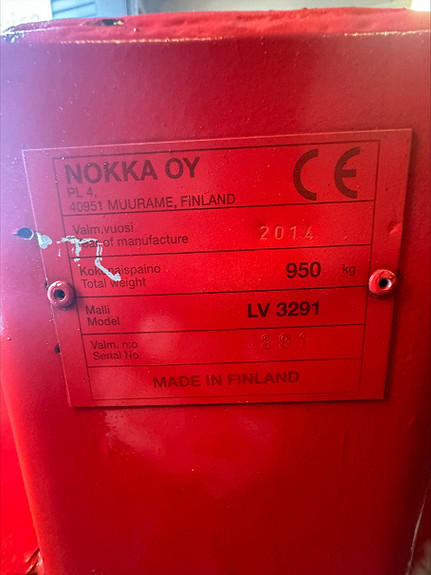 NOKKA OY
PL 4,
40951 MUURAME, FINLAND
CE
Valm.vuosi
Year of manufacture 2014
Kokonaispaino
Total weight 950 kg
Malli
Model LV 3291
Valm. n:o
Serial No.
MADE IN FINLAND